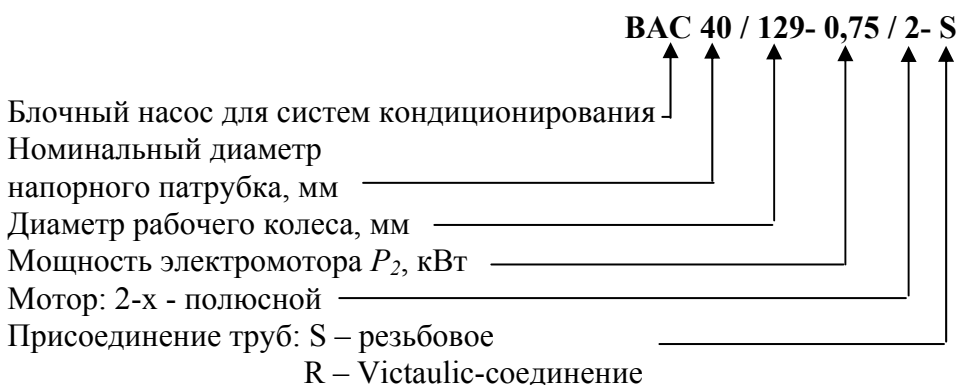 ВАС 40 / 129- 0,75 / 2- S
Блочный насос для систем кондиционирования
Номинальный диаметр
напорного патрубка, мм
Диаметр рабочего колеса, мм
Мощность электромотора P₂, кВт
Мотор: 2-х - полюсной
Присоединение труб: S – резьбовое
R – Victaulic-соединение